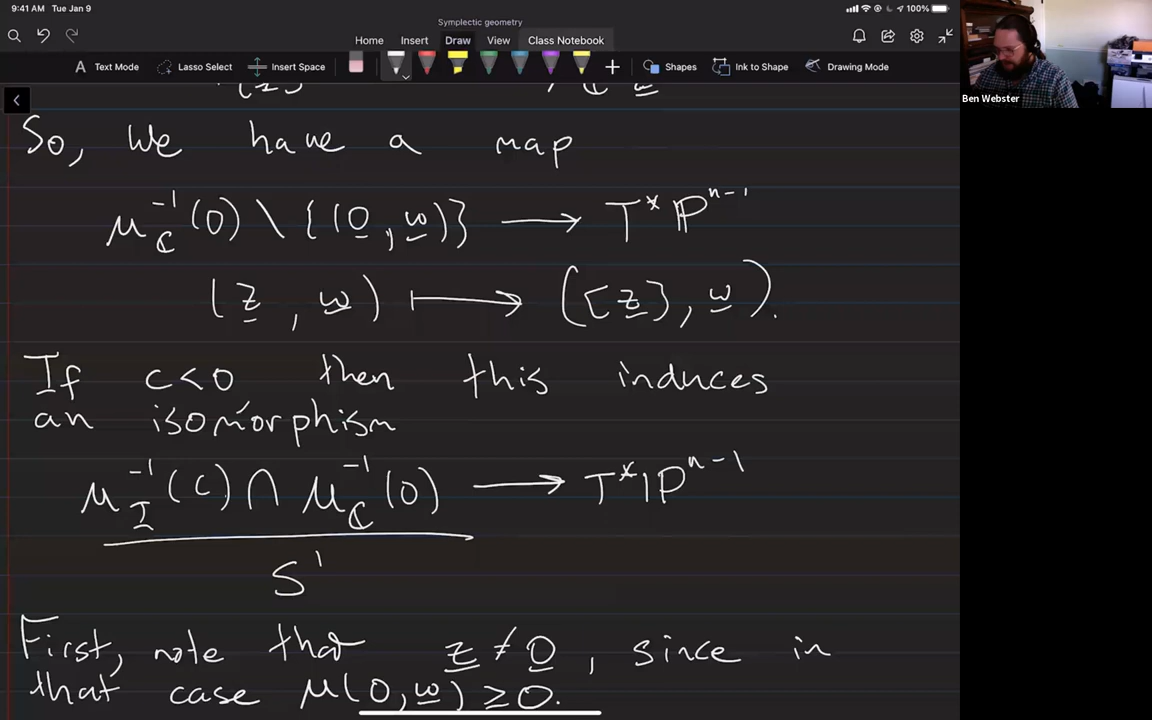 9:41 AM Tue Jan 9
100%
Symplectic geometry
Home Insert Draw View Class Notebook
Text Mode Lasso Select Insert Space Shapes Ink to Shape Drawing Mode
Ben Webster
So, we have a map
μ_ℂ^{-1}(0) \ {(0, w)} ⟶ T*ℙ^{n-1}
(z, w) ⟼ ([z], w).
If c<0 then this induces
an isomorphism
μ_I^{-1}(c) ∩ μ_ℂ^{-1}(0) ⟶ T*ℙ^{n-1}
S^1
First, note that z ≠ 0, since in
that case μ(0, w) ≥ 0.